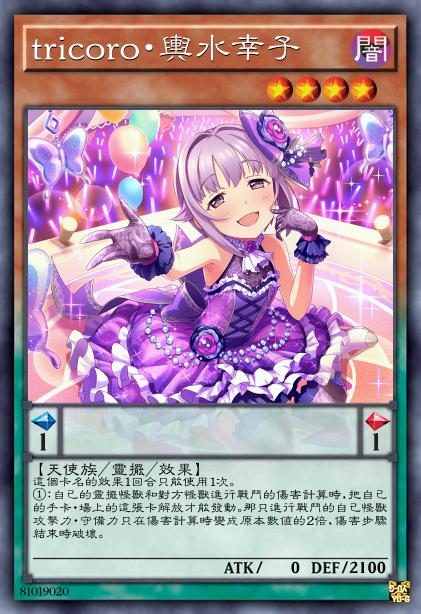 tricoro・輿水幸子
闇
1
1
【天使族／靈擺／效果】
這個卡名的效果1回合只能使用1次。
①：自己的靈擺怪獸和對方怪獸進行戰鬥的傷害計算時，把自己
的手卡・場上的這張卡解放才能發動。那只進行戰鬥的自己怪獸
攻擊力・守備力只在傷害計算時變成原本數值的2倍，傷害步驟
結束時破壞。
ATK/ 0 DEF/2100
81019020